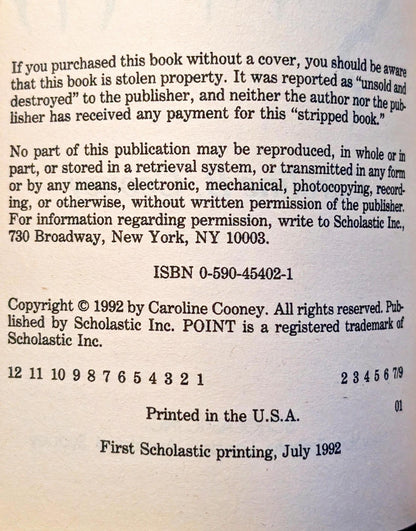 If you purchased this book without a cover, you should be aware
that this book is stolen property. It was reported as “unsold and
destroyed” to the publisher, and neither the author nor the pub-
lisher has received any payment for this “stripped book.”
No part of this publication may be reproduced, in whole or in
part, or stored in a retrieval system, or transmitted in any form
or by any means, electronic, mechanical, photocopying, record-
ing, or otherwise, without written permission of the publisher.
For information regarding permission, write to Scholastic Inc.,
730 Broadway, New York, NY 10003.
ISBN 0-590-45402-1
Copyright © 1992 by Caroline Cooney. All rights reserved. Pub-
lished by Scholastic Inc. POINT is a registered trademark of
Scholastic Inc.
12 11 10 9 8 7 6 5 4 3 2 1 2 3 4 5 6 7/9
01
Printed in the U.S.A.
First Scholastic printing, July 1992